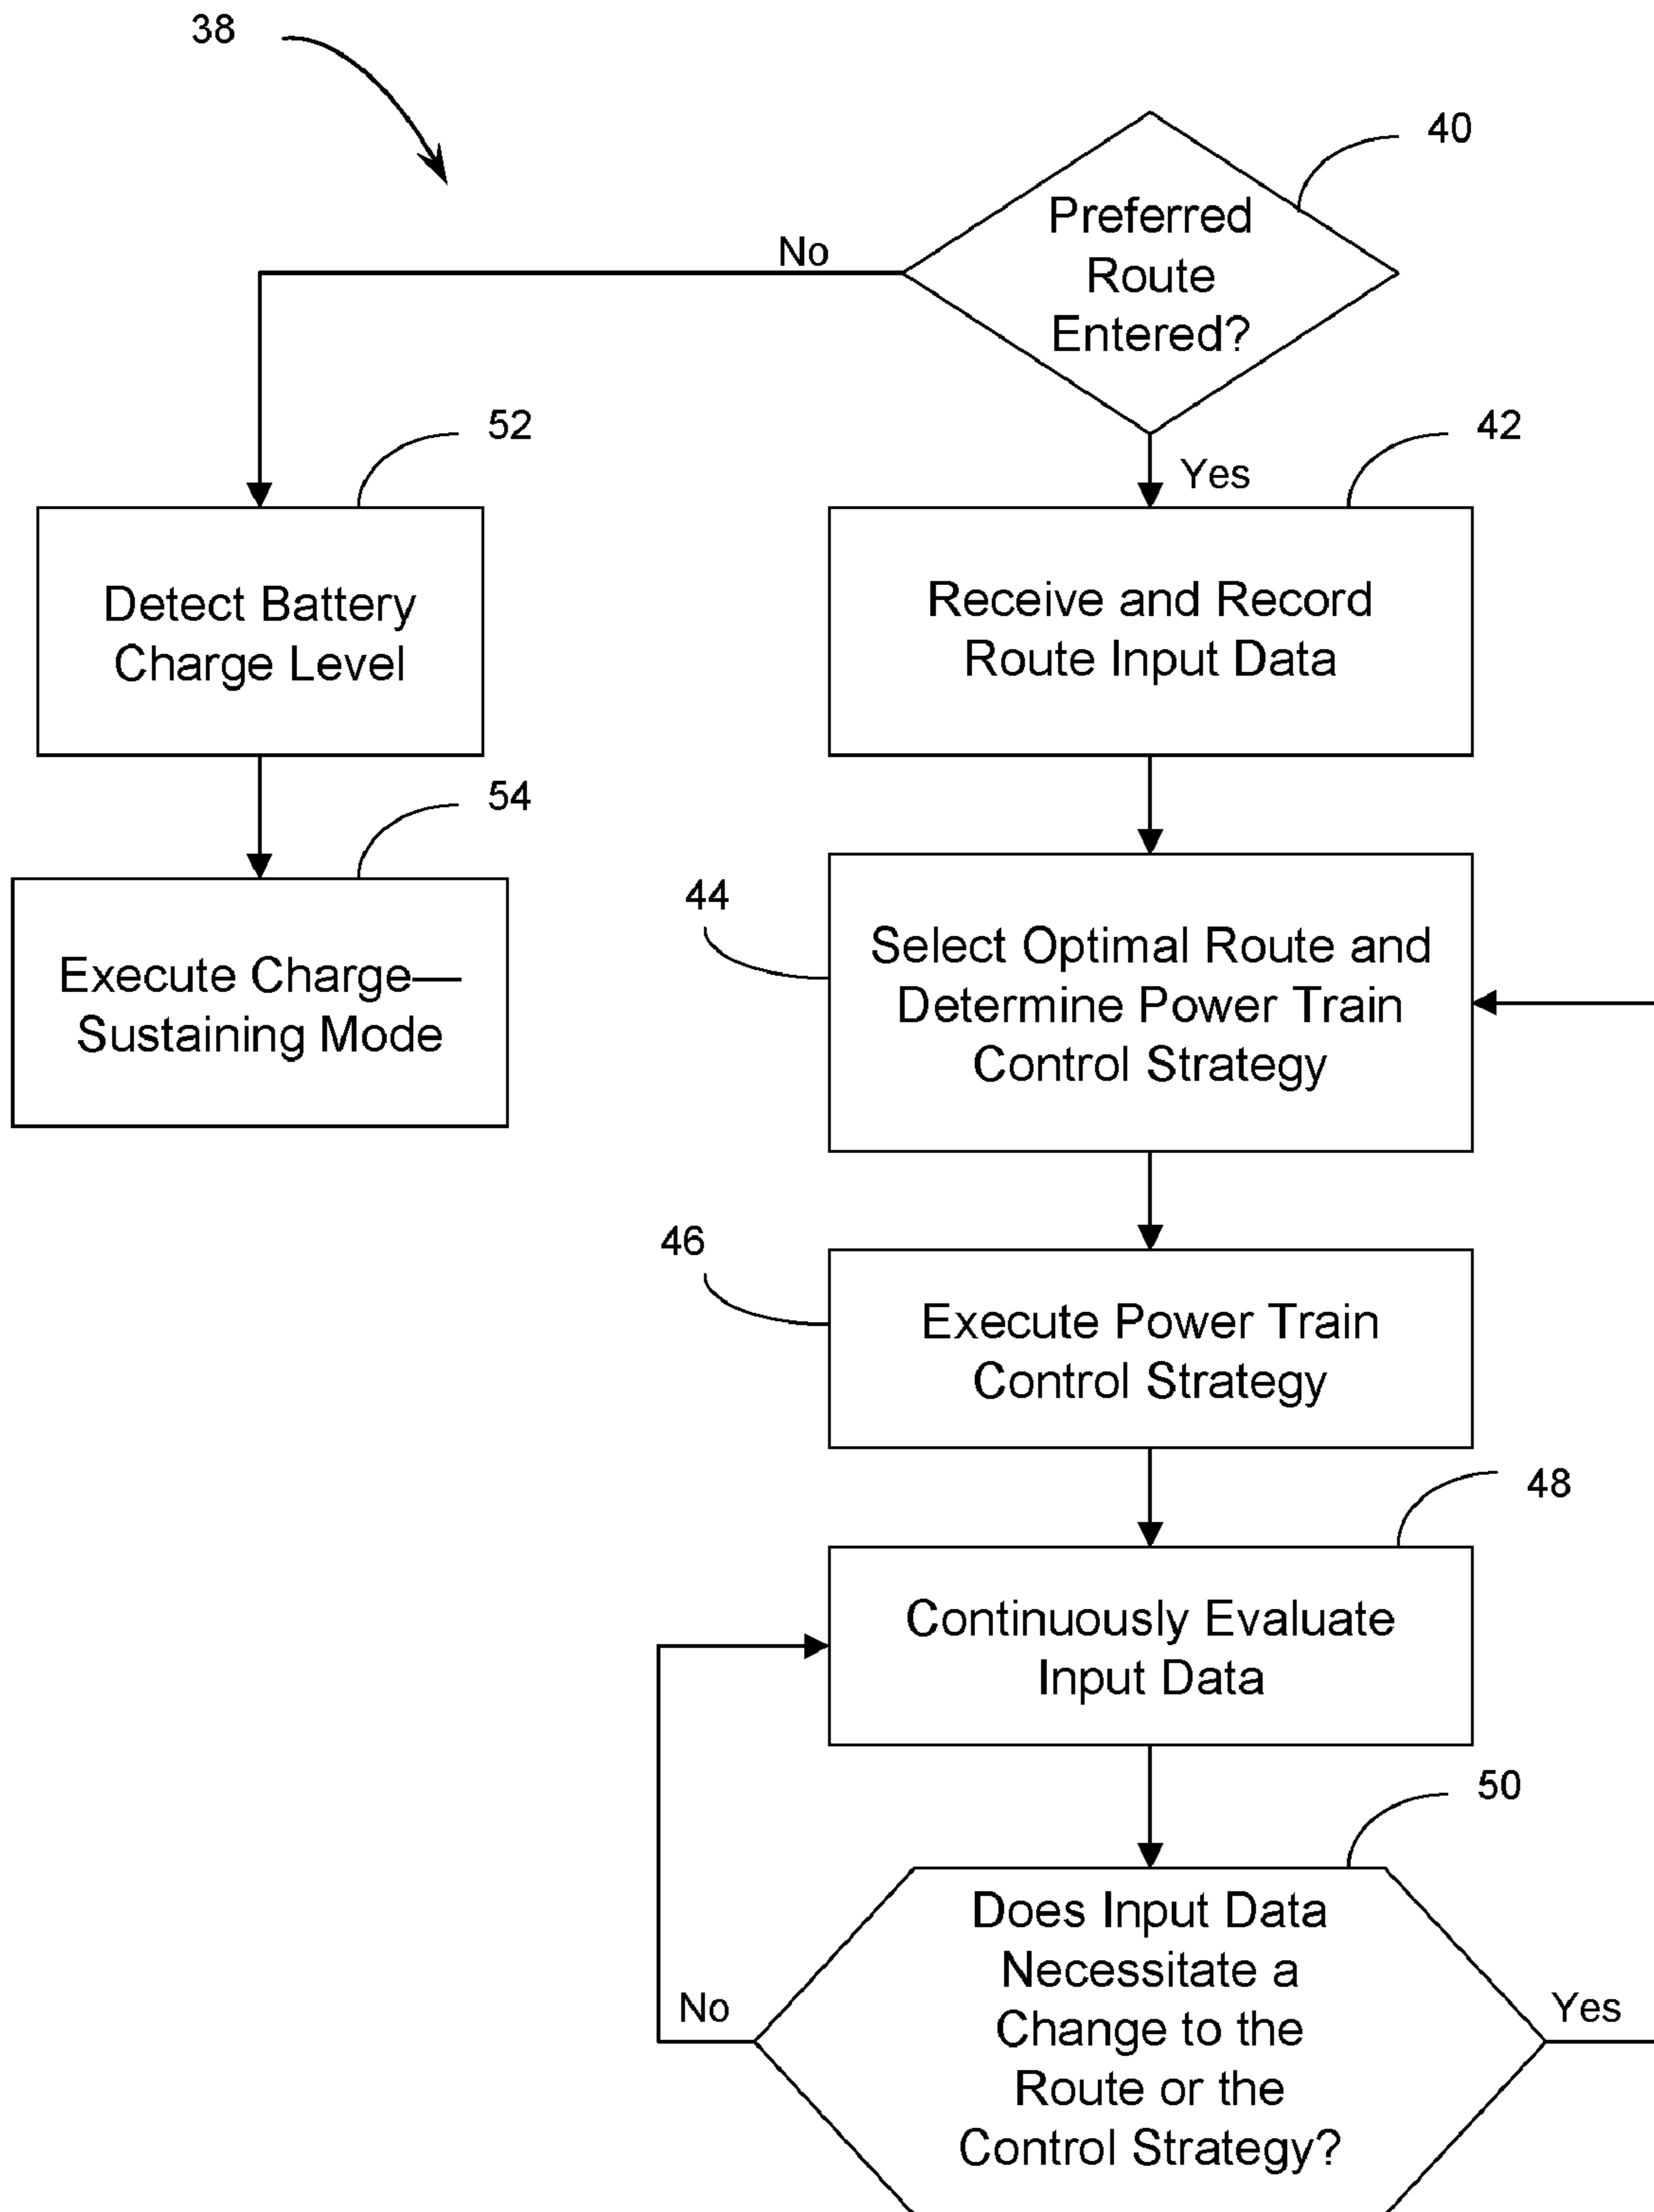 38
40
Preferred
Route
Entered?
No
Yes
52
42
Detect Battery
Charge Level
Receive and Record
Route Input Data
54
44
Execute Charge—
Sustaining Mode
Select Optimal Route and
Determine Power Train
Control Strategy
46
Execute Power Train
Control Strategy
48
Continuously Evaluate
Input Data
50
Does Input Data
Necessitate a
Change to the
Route or the
Control Strategy?
No
Yes